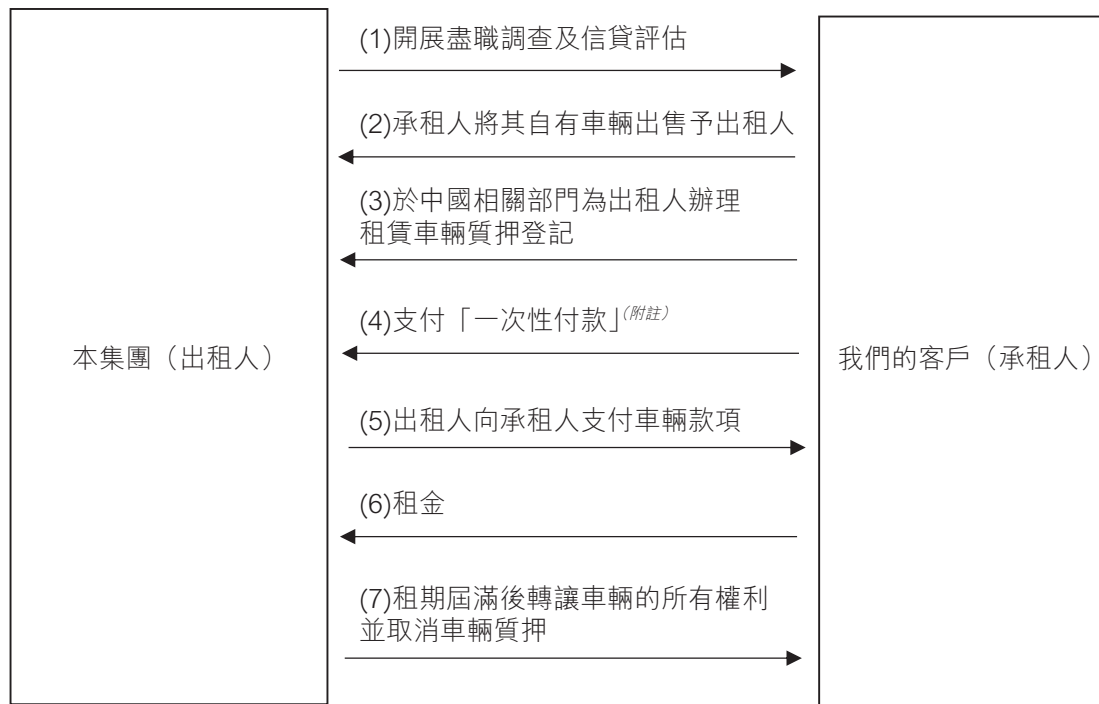 (1)開展盡職調查及信貸評估
(2)承租人將其自有車輛出售予出租人
(3)於中國相關部門為出租人辦理
租賃車輛質押登記
(4)支付「一次性付款」(附註)
本集團（出租人）
我們的客戶（承租人）
(5)出租人向承租人支付車輛款項
(6)租金
(7)租期屆滿後轉讓車輛的所有權利
並取消車輛質押